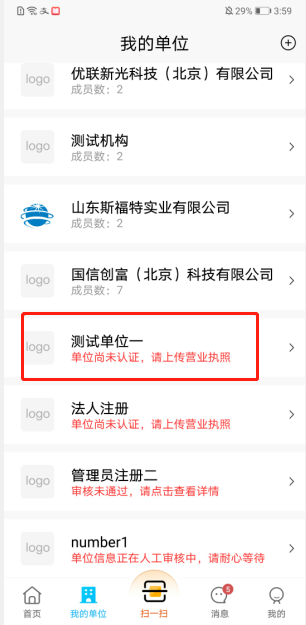 29% 3:59
我的单位
logo
优联新光科技（北京）有限公司
成员数：2
logo
测试机构
成员数：2
山东斯福特实业有限公司
成员数：2
logo
国信创富（北京）科技有限公司
成员数：7
logo
测试单位一
单位尚未认证，请上传营业执照
logo
法人注册
单位尚未认证，请上传营业执照
logo
管理员注册二
审核未通过，请点击查看详情
logo
number1
单位信息正在人工审核中，请耐心等待
5
首页 我的单位 扫一扫 消息 我的